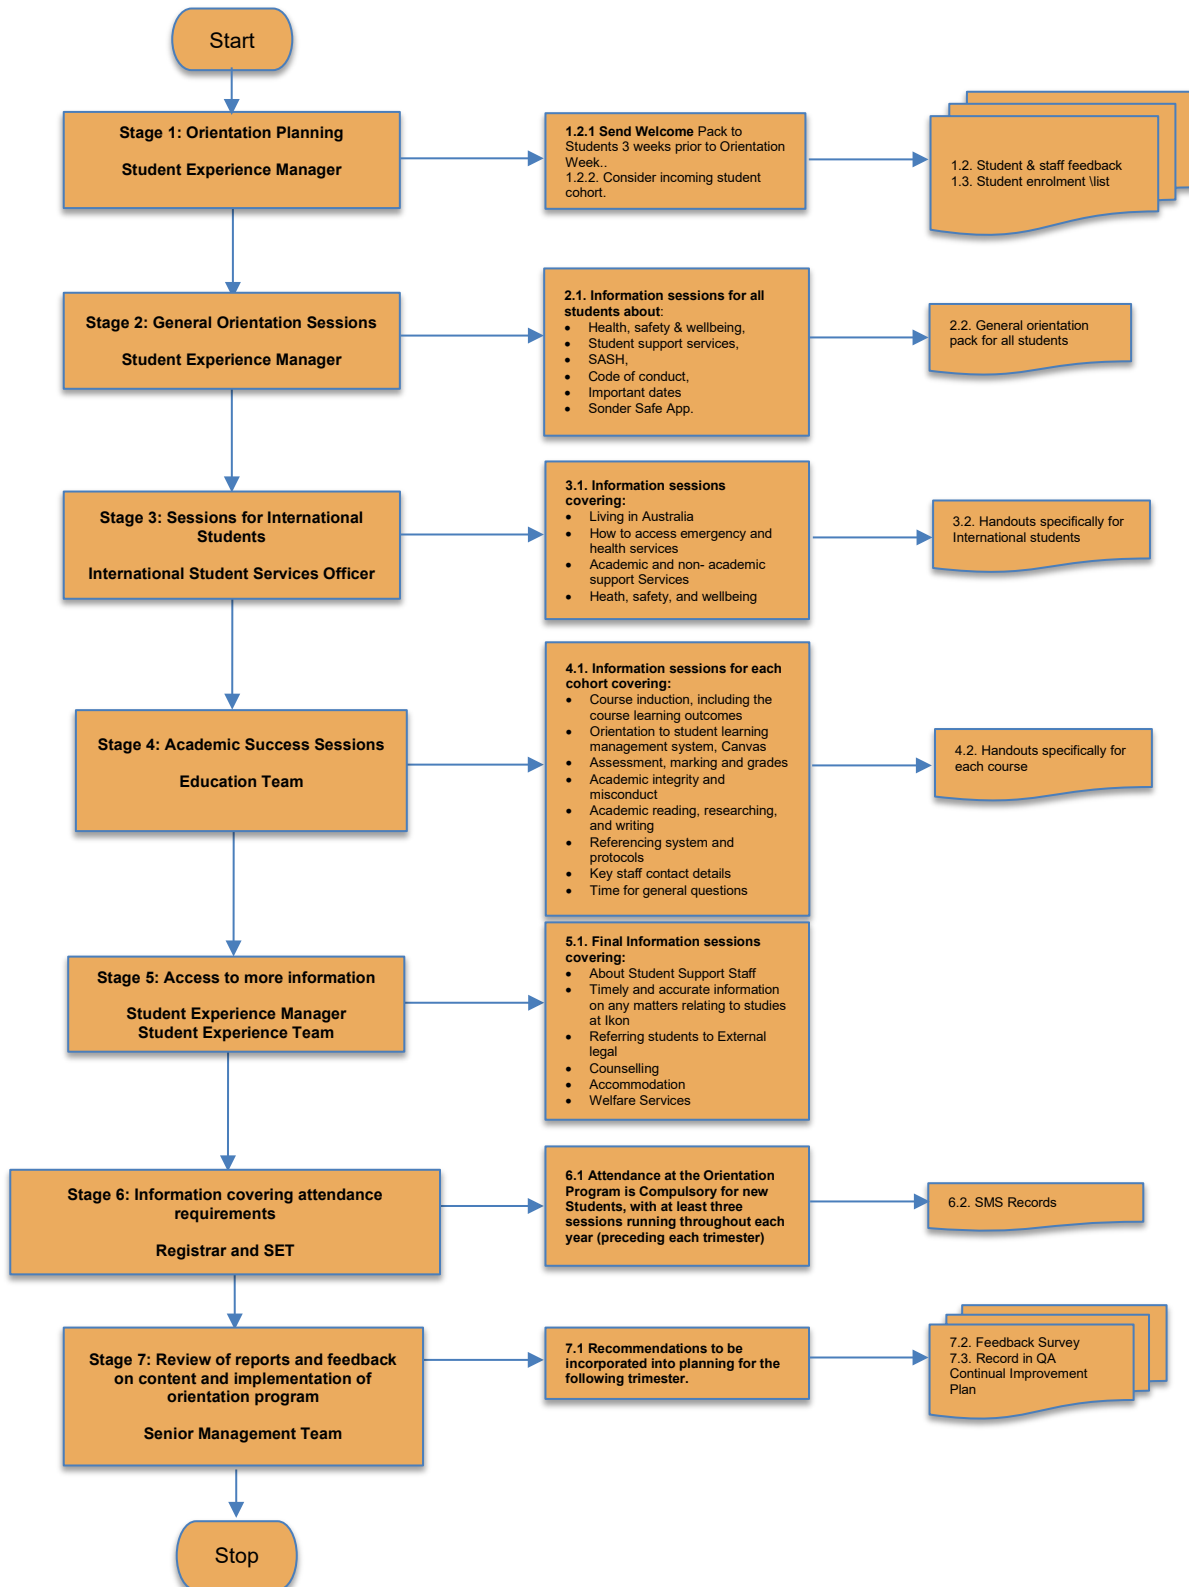 Start
Stage 1: Orientation Planning
Student Experience Manager
1.2.1 Send Welcome Pack to
Students 3 weeks prior to Orientation
Week..
1.2.2. Consider incoming student
cohort.
1.2. Student & staff feedback
1.3. Student enrolment \list
Stage 2: General Orientation Sessions
Student Experience Manager
2.1. Information sessions for all
students about:
• Health, safety & wellbeing,
• Student support services,
• SASH,
• Code of conduct,
• Important dates
• Sonder Safe App.
2.2. General orientation
pack for all students
Stage 3: Sessions for International
Students
International Student Services Officer
3.1. Information sessions
covering:
• Living in Australia
• How to access emergency and
health services
• Academic and non- academic
support Services
• Heath, safety, and wellbeing
3.2. Handouts specifically for
International students
Stage 4: Academic Success Sessions
Education Team
4.1. Information sessions for each
cohort covering:
• Course induction, including the
course learning outcomes
• Orientation to student learning
management system, Canvas
• Assessment, marking and grades
• Academic integrity and
misconduct
• Academic reading, researching,
and writing
• Referencing system and
protocols
• Key staff contact details
• Time for general questions
4.2. Handouts specifically for
each course
Stage 5: Access to more information
Student Experience Manager
Student Experience Team
5.1. Final Information sessions
covering:
• About Student Support Staff
• Timely and accurate information
on any matters relating to studies
at Ikon
• Referring students to External
legal
• Counselling
• Accommodation
• Welfare Services
Stage 6: Information covering attendance
requirements
Registrar and SET
6.1 Attendance at the Orientation
Program is Compulsory for new
Students, with at least three
sessions running throughout each
year (preceding each trimester)
6.2. SMS Records
Stage 7: Review of reports and feedback
on content and implementation of
orientation program
Senior Management Team
7.1 Recommendations to be
incorporated into planning for the
following trimester.
7.2. Feedback Survey
7.3. Record in QA
Continual Improvement
Plan
Stop